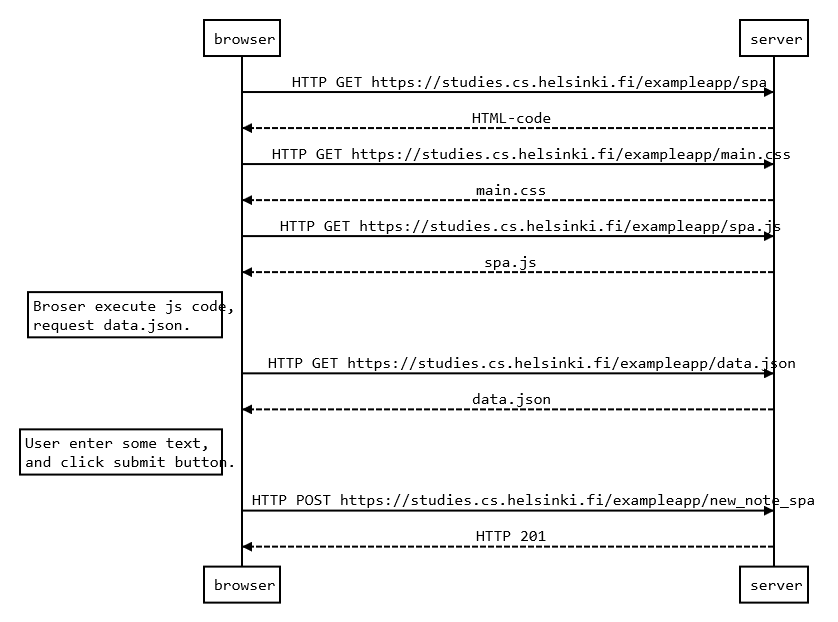 browser
server
HTTP GET https://studies.cs.helsinki.fi/exampleapp/spa
HTML-code
HTTP GET https://studies.cs.helsinki.fi/exampleapp/main.css
main.css
HTTP GET https://studies.cs.helsinki.fi/exampleapp/spa.js
spa.js
Broser execute js code,
request data.json.
HTTP GET https://studies.cs.helsinki.fi/exampleapp/data.json
data.json
User enter some text,
and click submit button.
HTTP POST https://studies.cs.helsinki.fi/exampleapp/new_note_spa
HTTP 201
browser
server